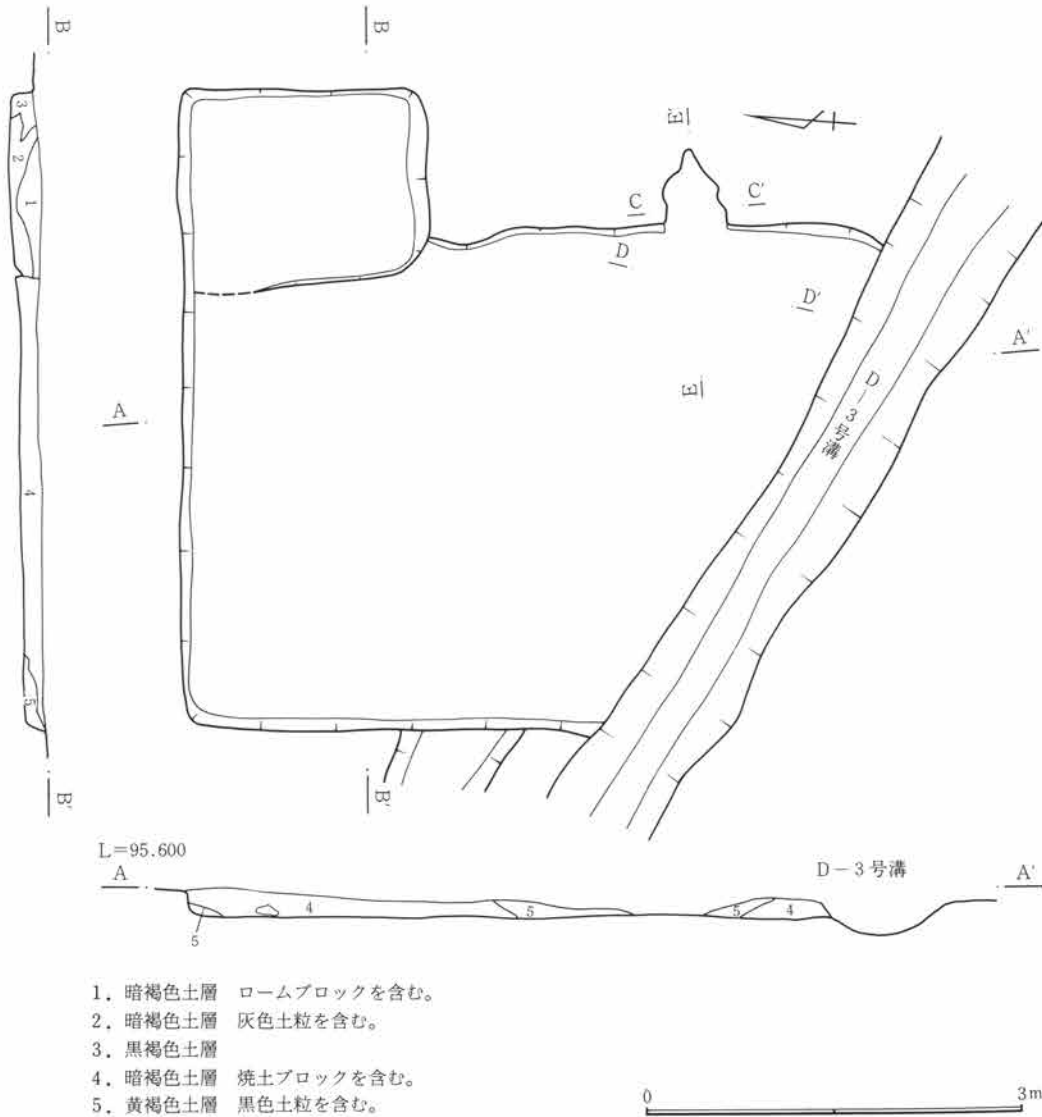 B
B
3
2
1
E
C
C'
D
D'
A'
E'
A
D－3号溝
4
5
B'
B'
L=95.600
A
D－3号溝
A'
4
5
5
4
5
1．暗褐色土層　ロームブロックを含む。
2．暗褐色土層　灰色土粒を含む。
3．黒褐色土層
4．暗褐色土層　焼土ブロックを含む。
5．黄褐色土層　黒色土粒を含む。
0
3m